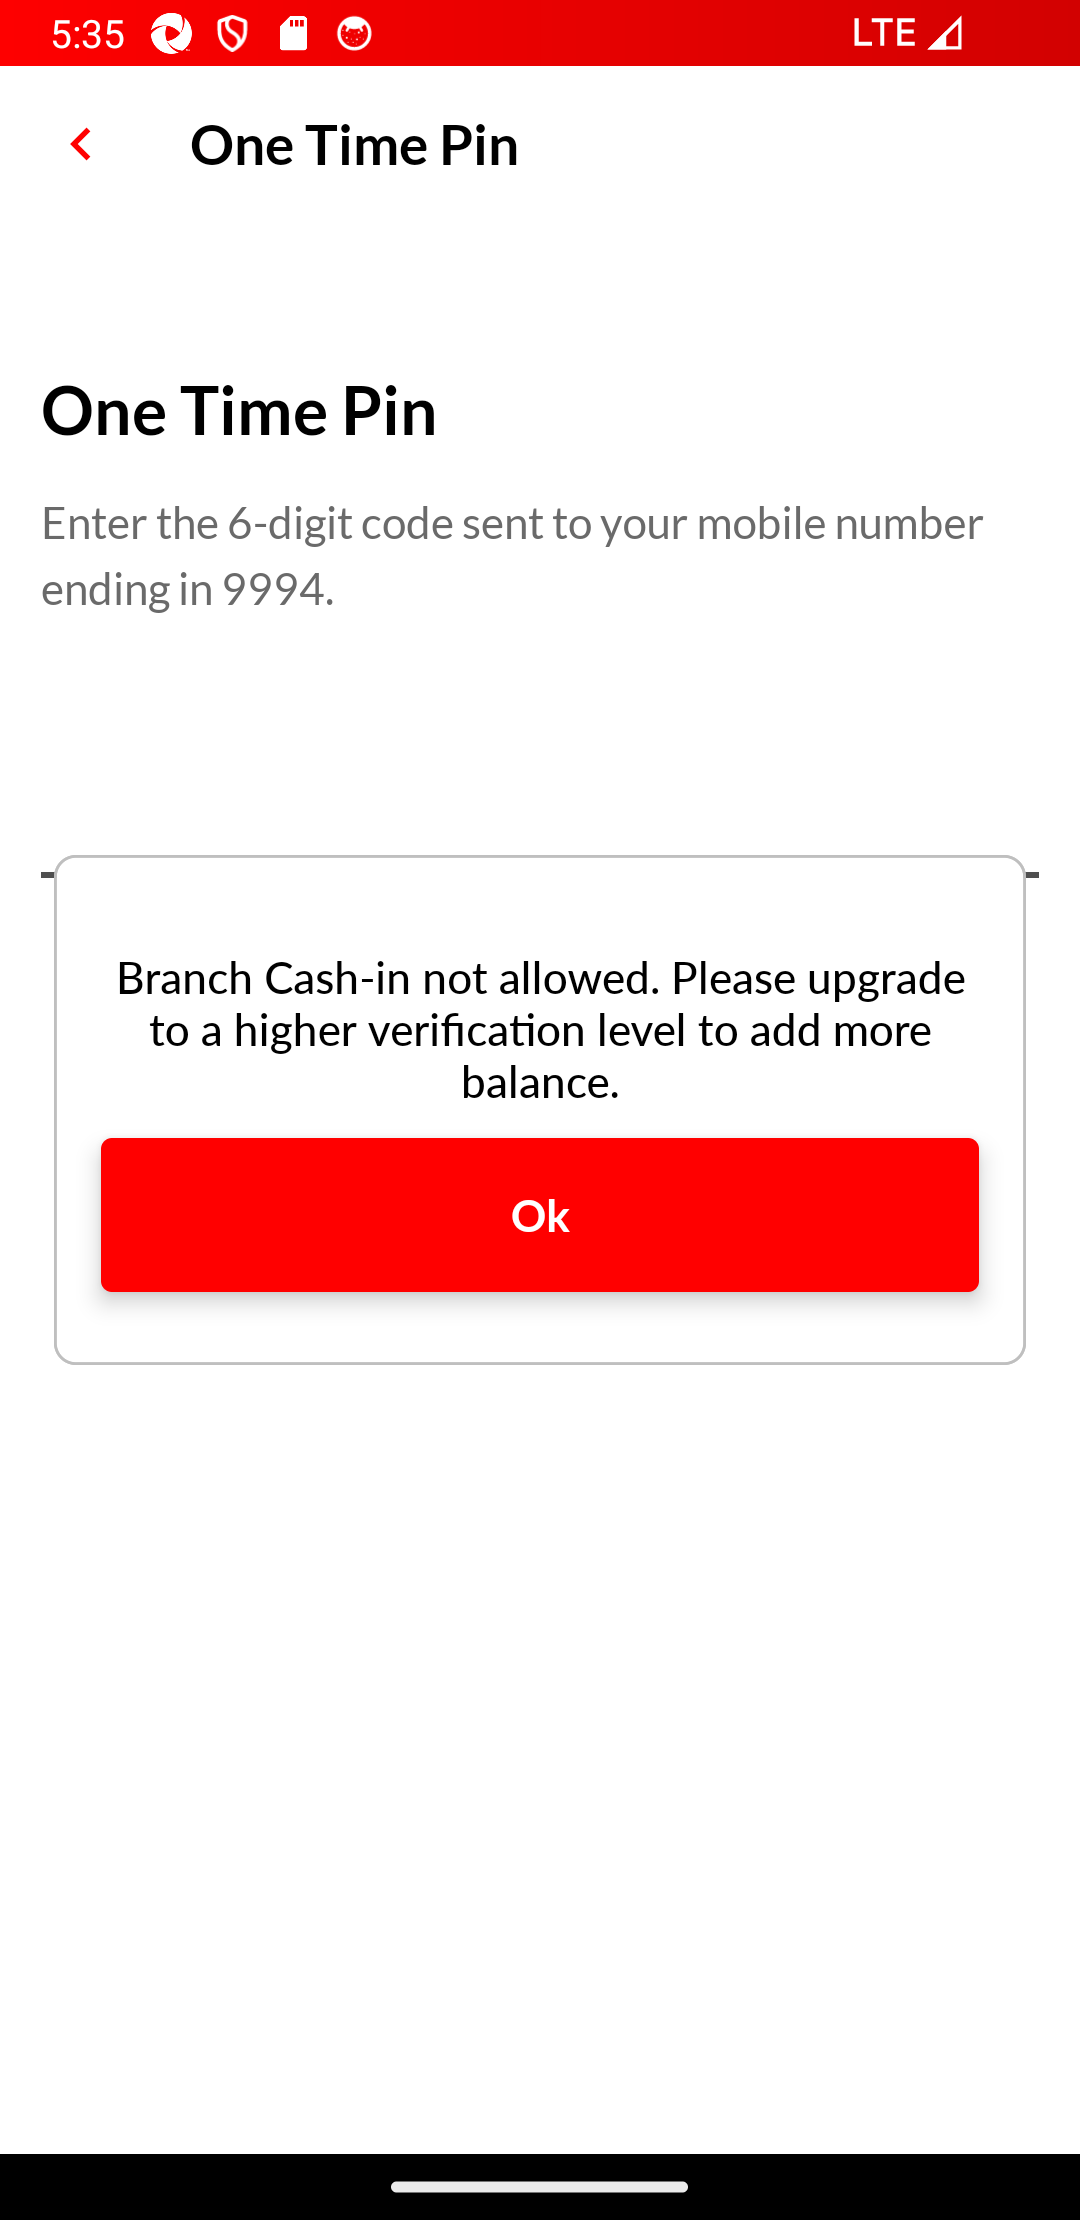 5:35
LTE
One Time Pin
One Time Pin
Enter the 6-digit code sent to your mobile number
ending in 9994.
Branch Cash-in not allowed. Please upgrade
to a higher verification level to add more
balance.
Ok